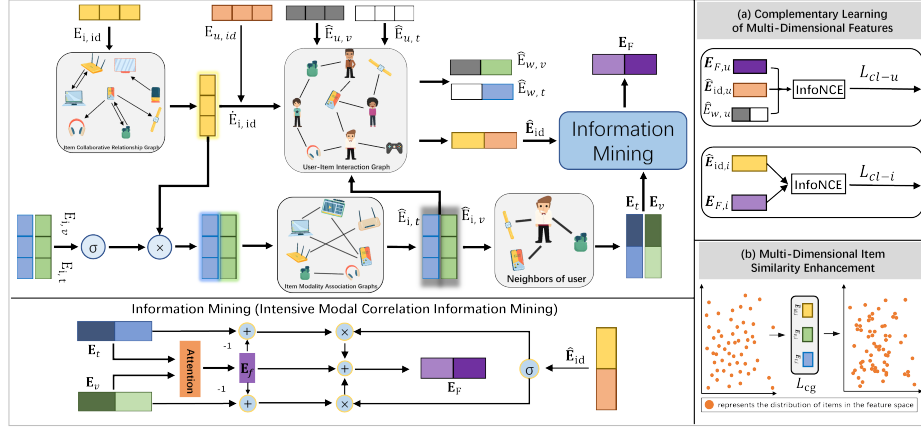 E_{i,id}
E_{u,id}
Ê_{u,v}
Ê_{u,t}
Ê_{i,id}
Item Collaborative Relationship Graph
User-Item Interaction Graph
Ê_{w,v}
Ê_{w,t}
Ê_{id}
E_F
Information
Mining
E_{i,v}
E_{i,t}
σ
×
Item Modality Association Graphs
Ê_{i,t}
Ê_{i,v}
Neighbors of user
E_t
E_v
Information Mining (Intensive Modal Correlation Information Mining)
E_t
E_v
Attention
-1
-1
E_f
+
+
+
×
×
E_F
σ
Ê_{id}
(a) Complementary Learning
of Multi-Dimensional Features
E_{F,u}
Ê_{id,u}
Ê_{w,u}
InfoNCE
L_{cl-u}
Ê_{id,i}
E_{F,i}
InfoNCE
L_{cl-i}
(b) Multi-Dimensional Item
Similarity Enhancement
L_{cg}
represents the distribution of items in the feature space